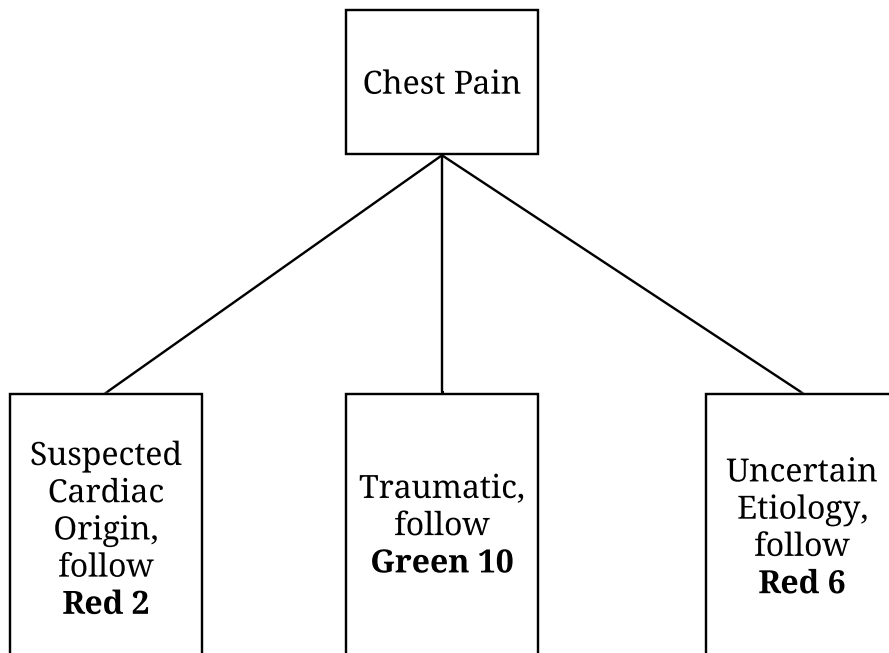 Chest Pain
Suspected
Cardiac
Origin,
follow
Red 2
Traumatic,
follow
Green 10
Uncertain
Etiology,
follow
Red 6